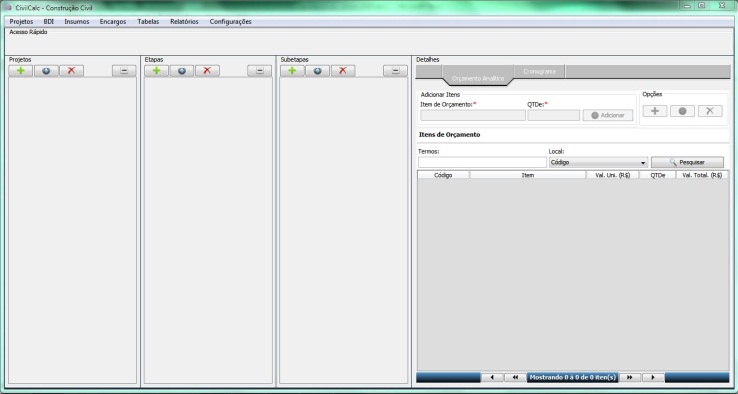 CivilCalc - Construção Civil
Projetos BDI Insumos Encargos Tabelas Relatórios Configurações
Acesso Rápido
Projetos Etapas Subetapas Detalhes
Orçamento Analítico Cronograma
Adicionar Itens Opções
Item de Orçamento:* QTDe:*
Adicionar
Itens de Orçamento
Termos: Local:
Código Pesquisar
Código Item Val. Uni. (R$) QTDe Val. Total. (R$)
Mostrando 0 à 0 de 0 iten(s)